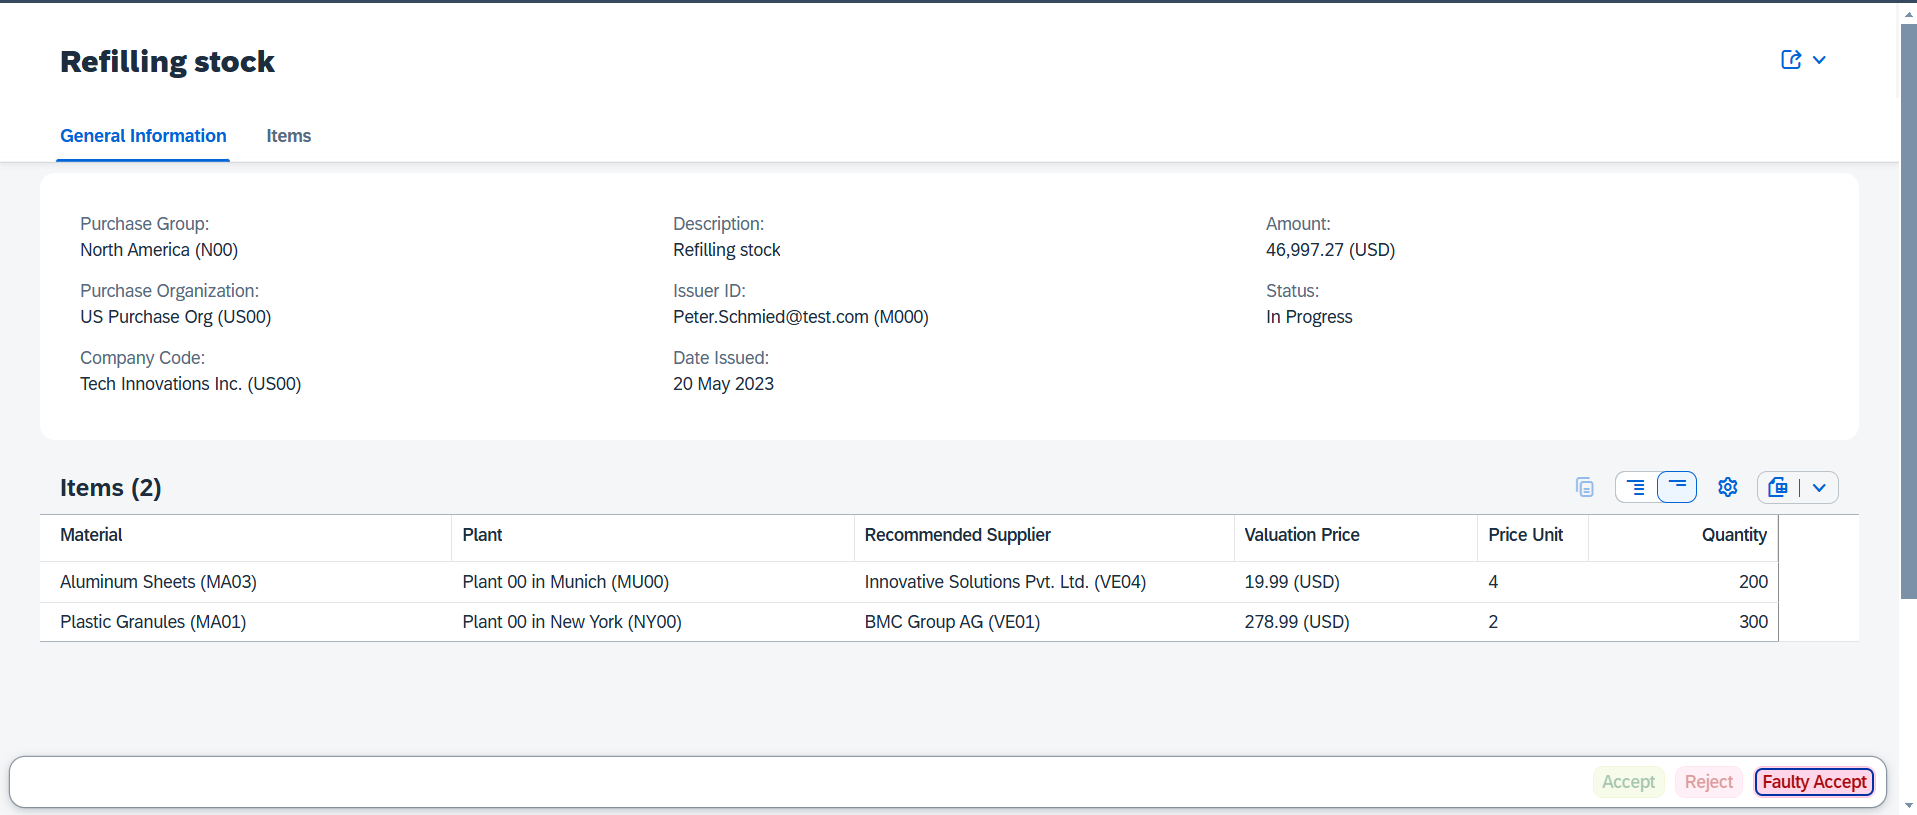 Refilling stock
General Information Items
Purchase Group: Description: Amount:
North America (N00) Refilling stock 46,997.27 (USD)
Purchase Organization: Issuer ID: Status:
US Purchase Org (US00) Peter.Schmied@test.com (M000) In Progress
Company Code: Date Issued:
Tech Innovations Inc. (US00) 20 May 2023
Items (2)
Material Plant Recommended Supplier Valuation Price Price Unit Quantity
Aluminum Sheets (MA03) Plant 00 in Munich (MU00) Innovative Solutions Pvt. Ltd. (VE04) 19.99 (USD) 4 200
Plastic Granules (MA01) Plant 00 in New York (NY00) BMC Group AG (VE01) 278.99 (USD) 2 300
Accept Reject Faulty Accept